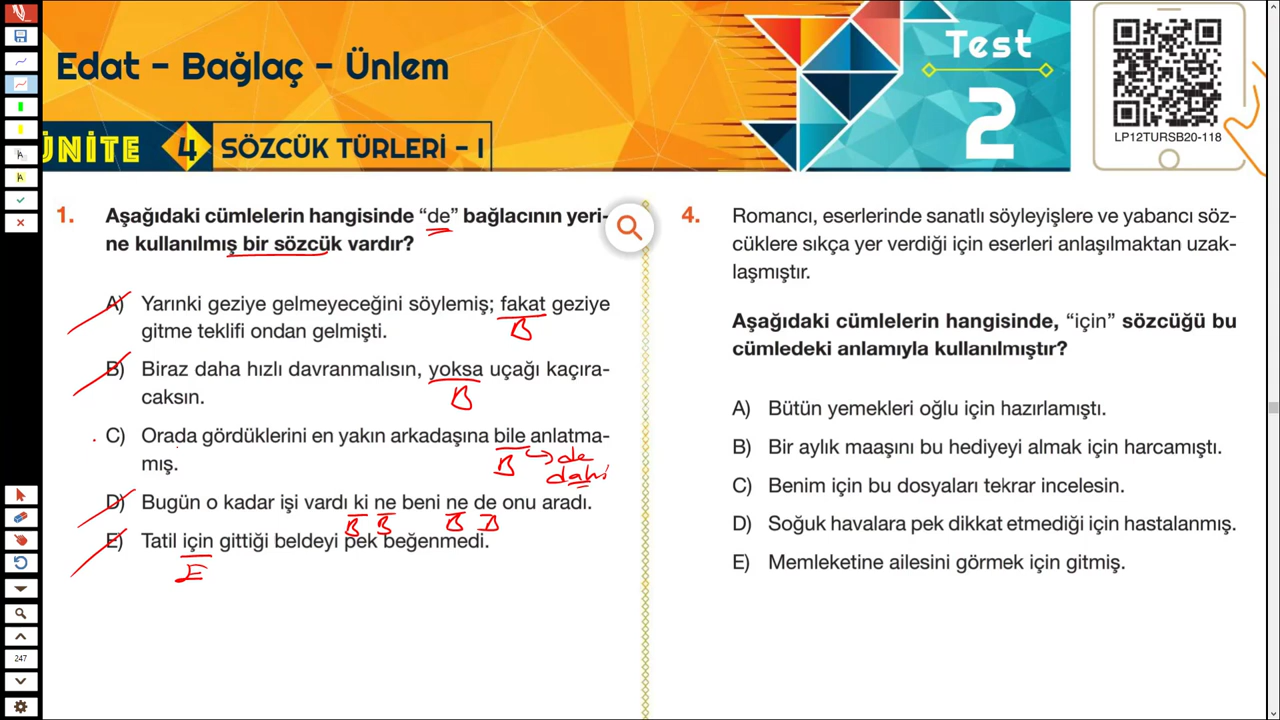 Edat - Bağlaç - Ünlem
Test
2
ÜNİTE 4 SÖZCÜK TÜRLERİ - I
LP12TURSB20-118
1. Aşağıdaki cümlelerin hangisinde “de” bağlacının yeri-
ne kullanılmış bir sözcük vardır?
A) Yarınki geziye gelmeyeceğini söylemiş; fakat geziye
B
gitme teklifi ondan gelmişti.
B) Biraz daha hızlı davranmalısın, yoksa uçağı kaçıra-
B
caksın.
C) Orada gördüklerini en yakın arkadaşına bile anlatma-
B de
mış.
dahi
D) Bugün o kadar işi vardı ki ne beni ne de onu aradı.
B B B B
E) Tatil için gittiği beldeyi pek beğenmedi.
E
4. Romancı, eserlerinde sanatlı söyleyişlere ve yabancı söz-
cüklere sıkça yer verdiği için eserleri anlaşılmaktan uzak-
laşmıştır.
Aşağıdaki cümlelerin hangisinde, “için” sözcüğü bu
cümledeki anlamıyla kullanılmıştır?
A) Bütün yemekleri oğlu için hazırlamıştı.
B) Bir aylık maaşını bu hediyeyi almak için harcamıştı.
C) Benim için bu dosyaları tekrar incelesin.
D) Soğuk havalara pek dikkat etmediği için hastalanmış.
E) Memleketine ailesini görmek için gitmiş.
247